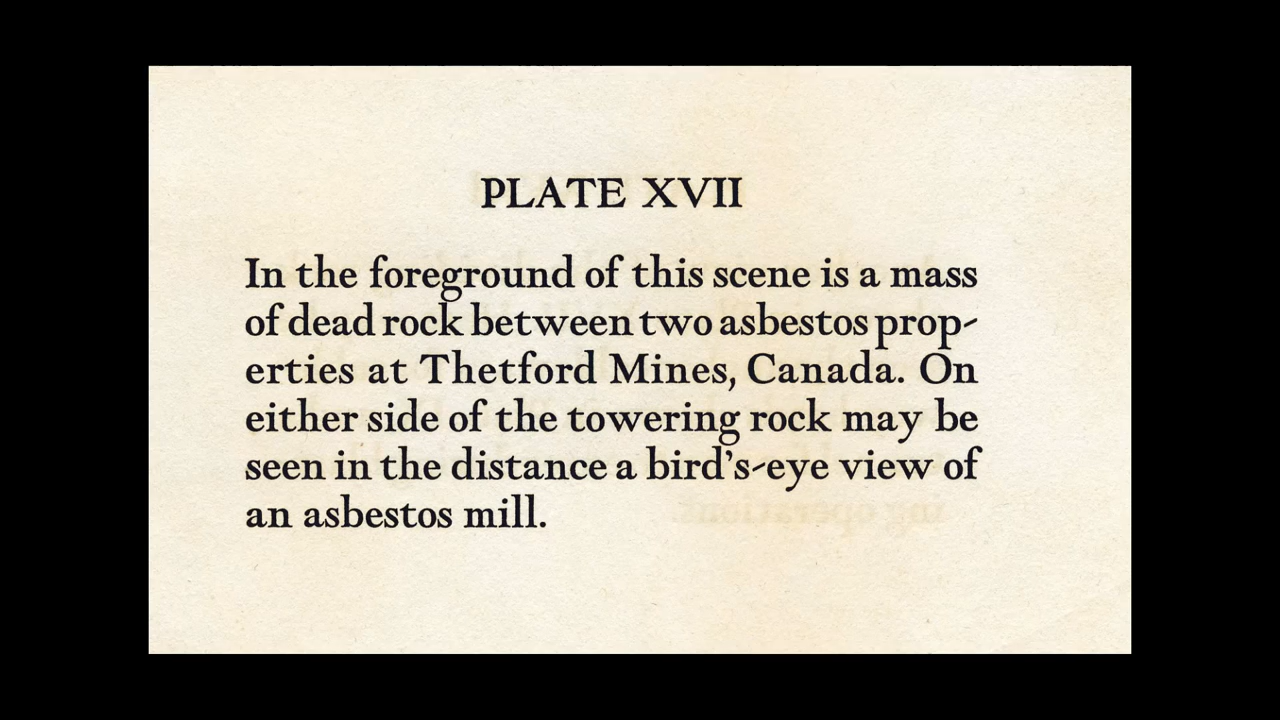 PLATE XVII
In the foreground of this scene is a mass
of dead rock between two asbestos prop-
erties at Thetford Mines, Canada. On
either side of the towering rock may be
seen in the distance a bird's-eye view of
an asbestos mill.